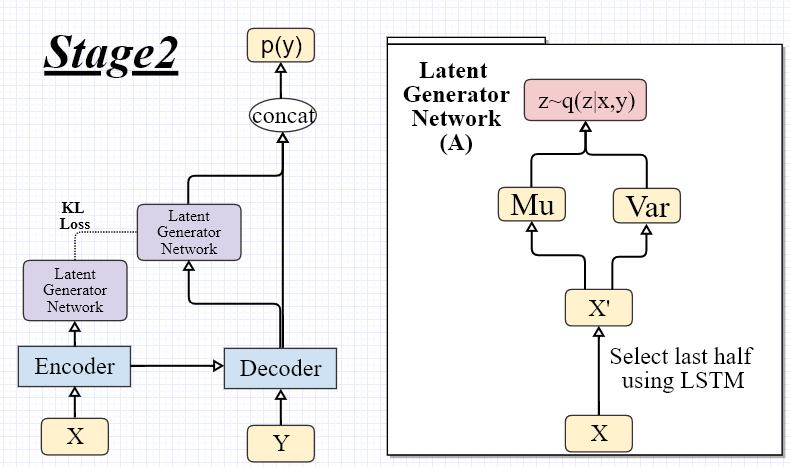 Stage2
p(y)
concat
KL
Loss
Latent
Generator
Network
Latent
Generator
Network
Encoder
Decoder
X
Y
Latent
Generator
Network
(A)
z~q(z|x,y)
Mu
Var
X'
Select last half
using LSTM
X